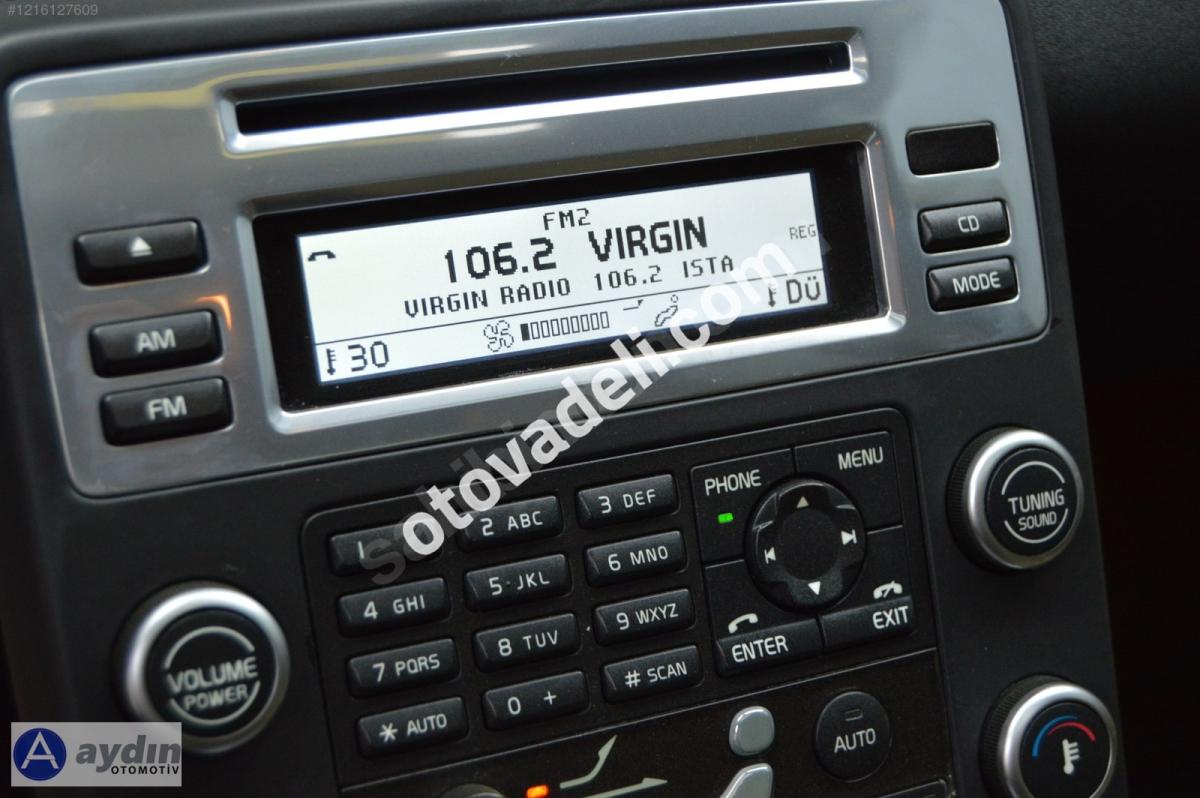 #1216127609
FM2
106.2 VIRGIN
REG
VIRGIN RADIO 106.2 ISTA
30
DÜ
AM
FM
CD
MODE
sotovadeli.com
1
2 ABC
3 DEF
4 GHI
5 JKL
6 MNO
7 PQRS
8 TUV
9 WXYZ
* AUTO
0 +
# SCAN
PHONE
MENU
ENTER
EXIT
TUNING
SOUND
VOLUME
POWER
AUTO
A aydın
OTOMOTİV